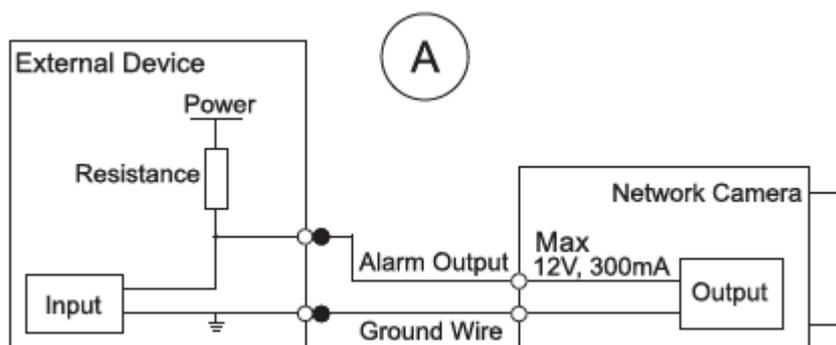 A
External Device
Power
Resistance
Network Camera
Max
12V, 300mA
Alarm Output
Input
Output
Ground Wire